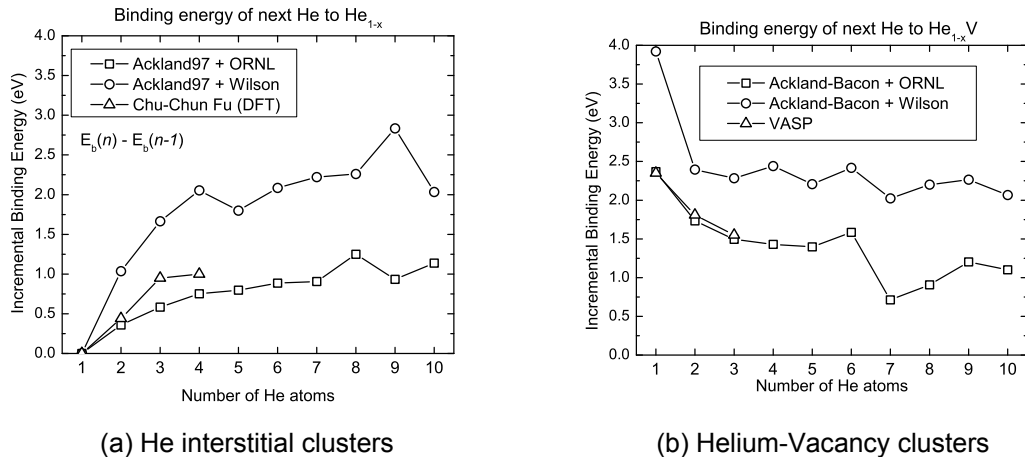 Binding energy of next He to He1-x
Incremental Binding Energy (eV)
4.0
3.5
3.0
2.5
2.0
1.5
1.0
0.5
0.0
Ackland97 + ORNL
Ackland97 + Wilson
Chu-Chun Fu (DFT)
Eb(n) - Eb(n-1)
1 2 3 4 5 6 7 8 9 10
Number of He atoms
(a) He interstitial clusters
Binding energy of next He to He1-xV
Incremental Binding Energy (eV)
4.0
3.5
3.0
2.5
2.0
1.5
1.0
0.5
0.0
Ackland-Bacon + ORNL
Ackland-Bacon + Wilson
VASP
1 2 3 4 5 6 7 8 9 10
Number of He atoms
(b) Helium-Vacancy clusters